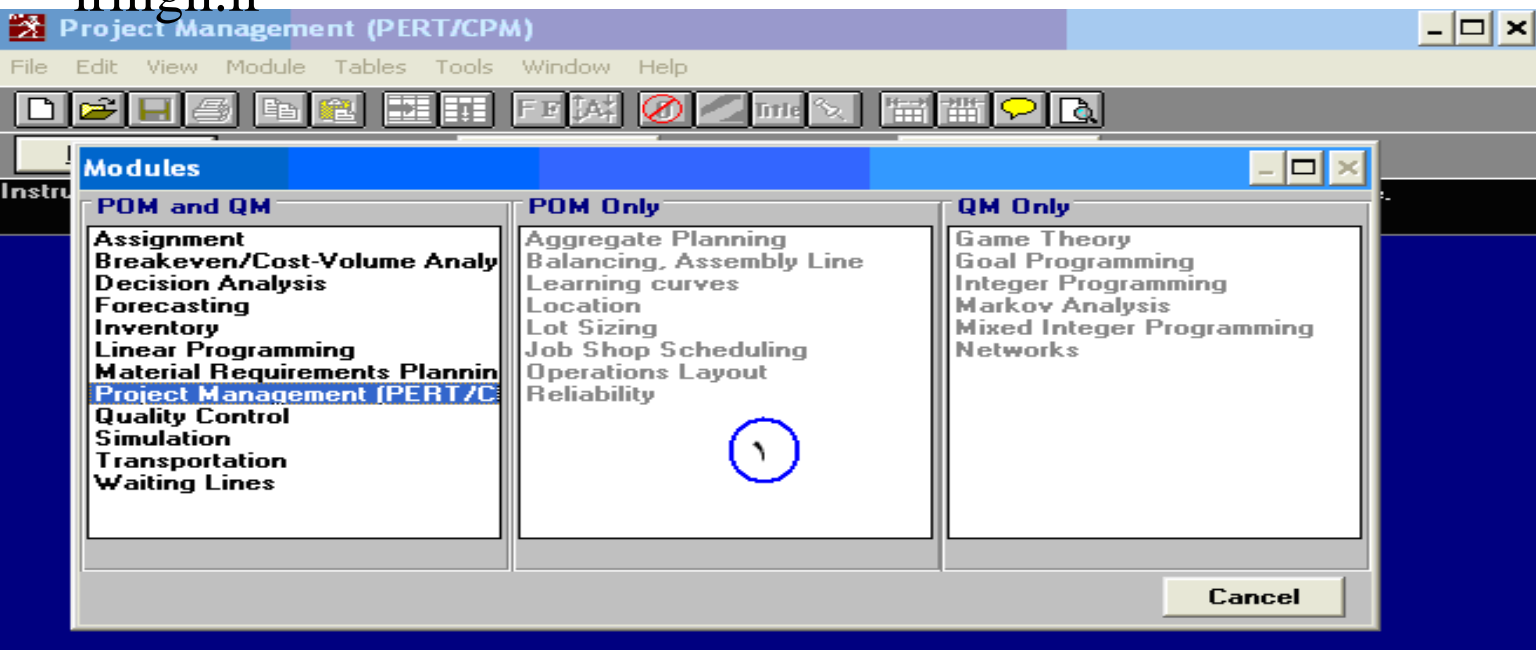 Project Management (PERT/CPM)
File Edit View Module Tables Tools Window Help
Title
Instru
Modules
POM and QM
Assignment
Breakeven/Cost-Volume Analy
Decision Analysis
Forecasting
Inventory
Linear Programming
Material Requirements Plannin
Project Management (PERT/C
Quality Control
Simulation
Transportation
Waiting Lines
POM Only
Aggregate Planning
Balancing, Assembly Line
Learning curves
Location
Lot Sizing
Job Shop Scheduling
Operations Layout
Reliability
١
QM Only
Game Theory
Goal Programming
Integer Programming
Markov Analysis
Mixed Integer Programming
Networks
Cancel